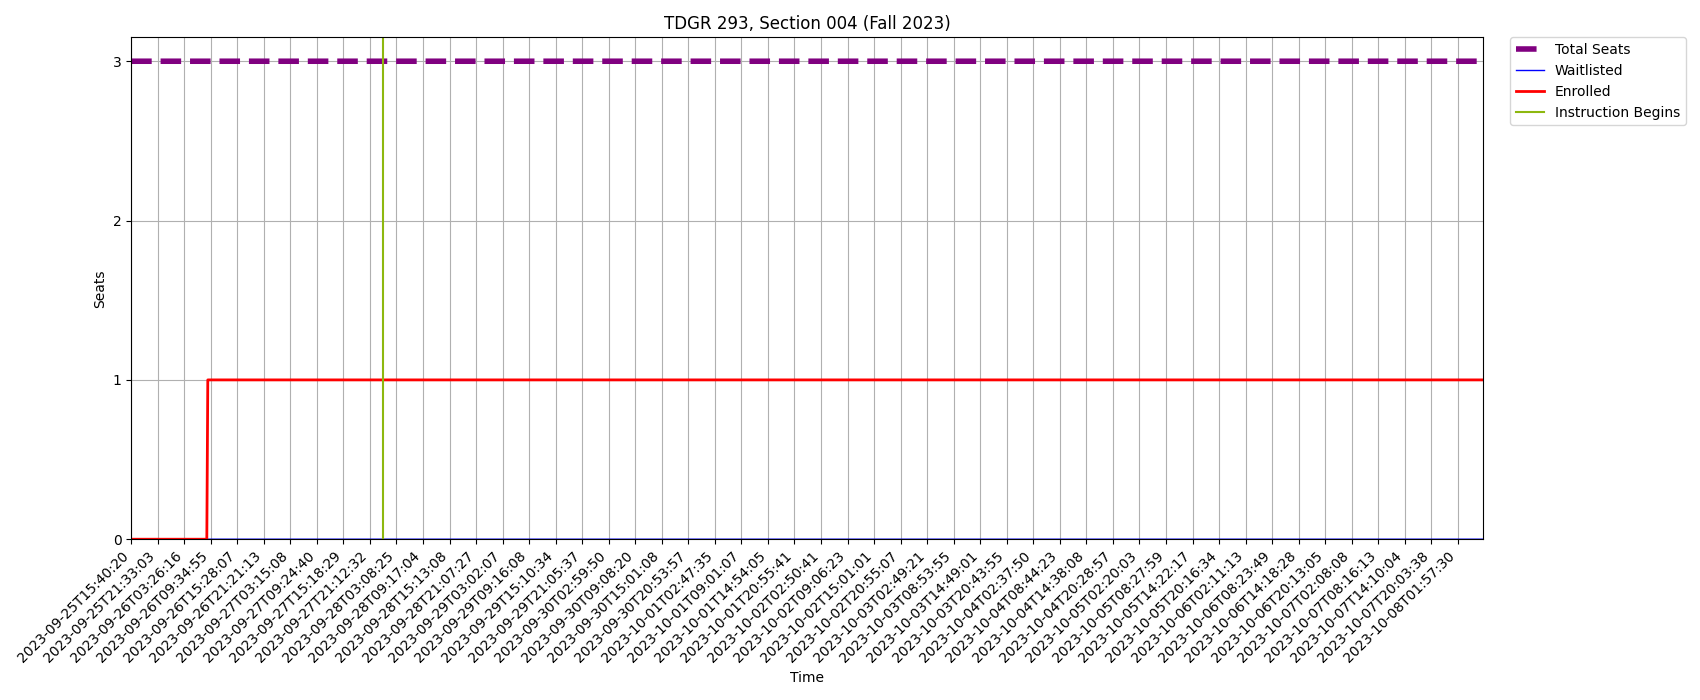 TDGR 293, Section 004 (Fall 2023)
Total Seats
Waitlisted
Enrolled
Instruction Begins
3
2
1
0
Seats
2023-09-25T15:40:20
2023-09-25T21:33:03
2023-09-26T03:26:16
2023-09-26T09:34:55
2023-09-26T15:28:07
2023-09-26T21:21:13
2023-09-27T03:15:08
2023-09-27T09:24:40
2023-09-27T15:18:29
2023-09-27T21:12:32
2023-09-28T03:08:25
2023-09-28T09:17:04
2023-09-28T15:13:08
2023-09-28T21:07:27
2023-09-29T03:02:07
2023-09-29T09:16:08
2023-09-29T15:10:34
2023-09-29T21:05:37
2023-09-30T02:59:50
2023-09-30T09:08:20
2023-09-30T15:01:08
2023-09-30T20:53:57
2023-10-01T02:47:35
2023-10-01T09:01:07
2023-10-01T14:54:05
2023-10-01T20:55:41
2023-10-02T02:50:41
2023-10-02T09:06:23
2023-10-02T15:01:01
2023-10-02T20:55:07
2023-10-03T02:49:21
2023-10-03T08:53:55
2023-10-03T14:49:01
2023-10-03T20:43:55
2023-10-04T02:37:50
2023-10-04T08:44:23
2023-10-04T14:38:08
2023-10-04T20:28:57
2023-10-05T02:20:03
2023-10-05T08:27:59
2023-10-05T14:22:17
2023-10-05T20:16:34
2023-10-06T02:11:13
2023-10-06T08:23:49
2023-10-06T14:18:28
2023-10-06T20:13:05
2023-10-07T02:08:08
2023-10-07T08:16:13
2023-10-07T14:10:04
2023-10-07T20:03:38
2023-10-08T01:57:30
Time